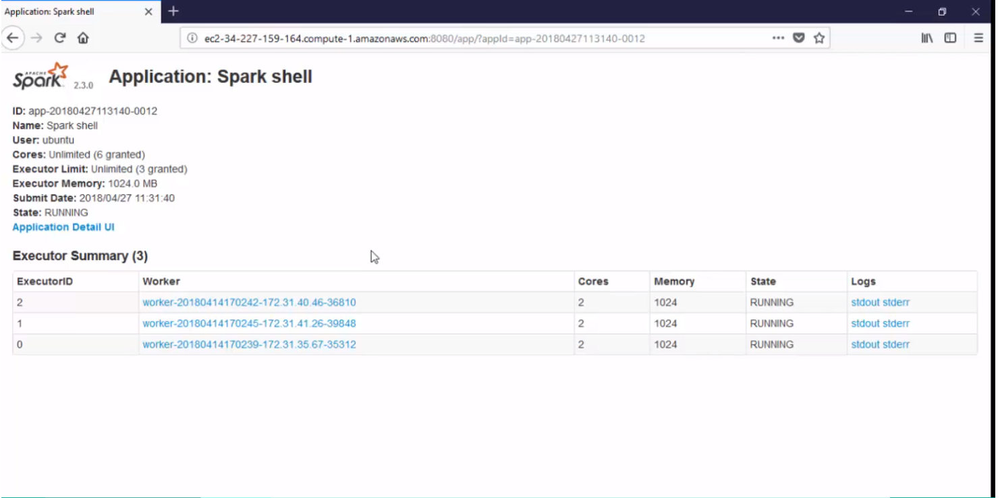 Application: Spark shell
ec2-34-227-159-164.compute-1.amazonaws.com:8080/app/?appId=app-20180427113140-0012
APACHE Spark 2.3.0 Application: Spark shell
ID: app-20180427113140-0012
Name: Spark shell
User: ubuntu
Cores: Unlimited (6 granted)
Executor Limit: Unlimited (3 granted)
Executor Memory: 1024.0 MB
Submit Date: 2018/04/27 11:31:40
State: RUNNING
Application Detail UI
Executor Summary (3)
ExecutorID Worker Cores Memory State Logs
2 worker-20180414170242-172.31.40.46-36810 2 1024 RUNNING stdout stderr
1 worker-20180414170245-172.31.41.26-39848 2 1024 RUNNING stdout stderr
0 worker-20180414170239-172.31.35.67-35312 2 1024 RUNNING stdout stderr